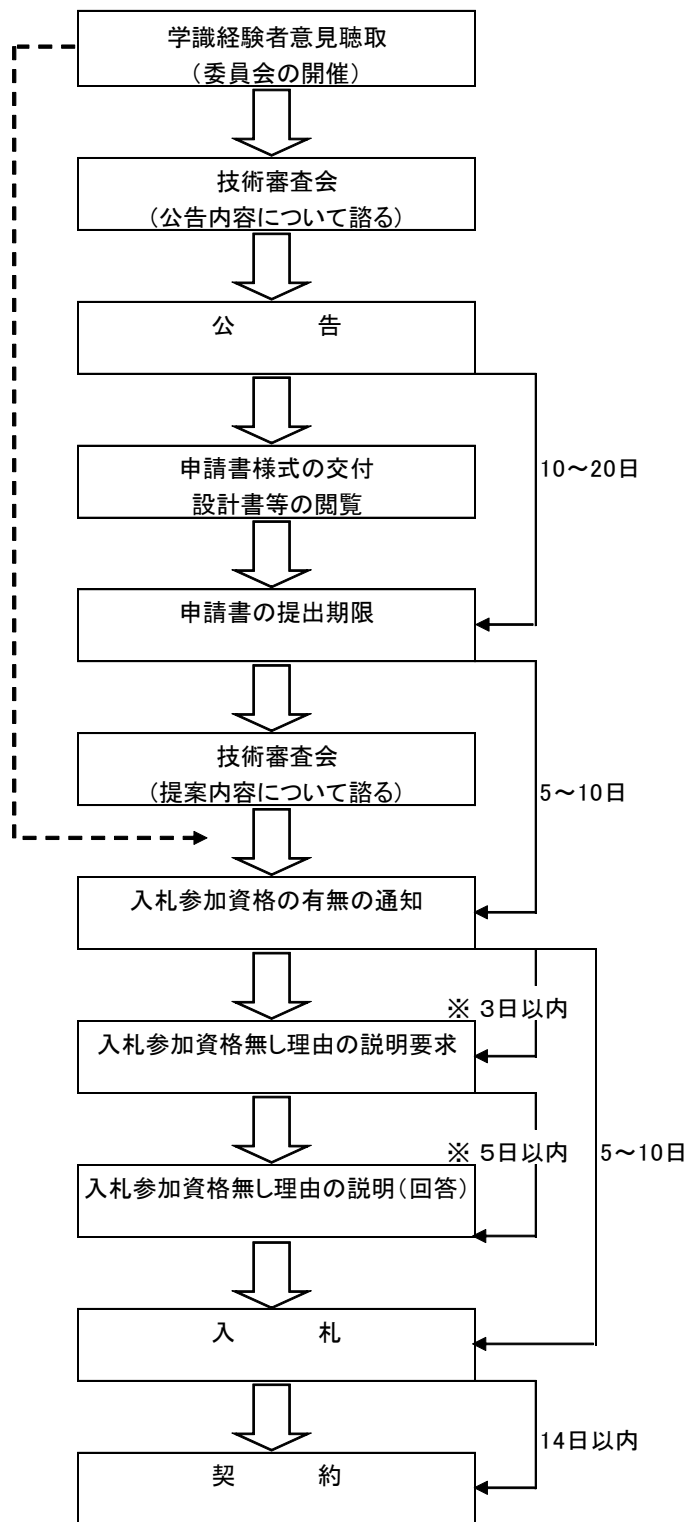 学識経験者意見聴取
（委員会の開催）
技術審査会
（公告内容について諮る）
公　　　告
申請書様式の交付
設計書等の閲覧
10～20日
申請書の提出期限
技術審査会
（提案内容について諮る）
5～10日
入札参加資格の有無の通知
※ 3日以内
入札参加資格無し理由の説明要求
※ 5日以内
5～10日
入札参加資格無し理由の説明（回答）
入　　　札
14日以内
契　　　約